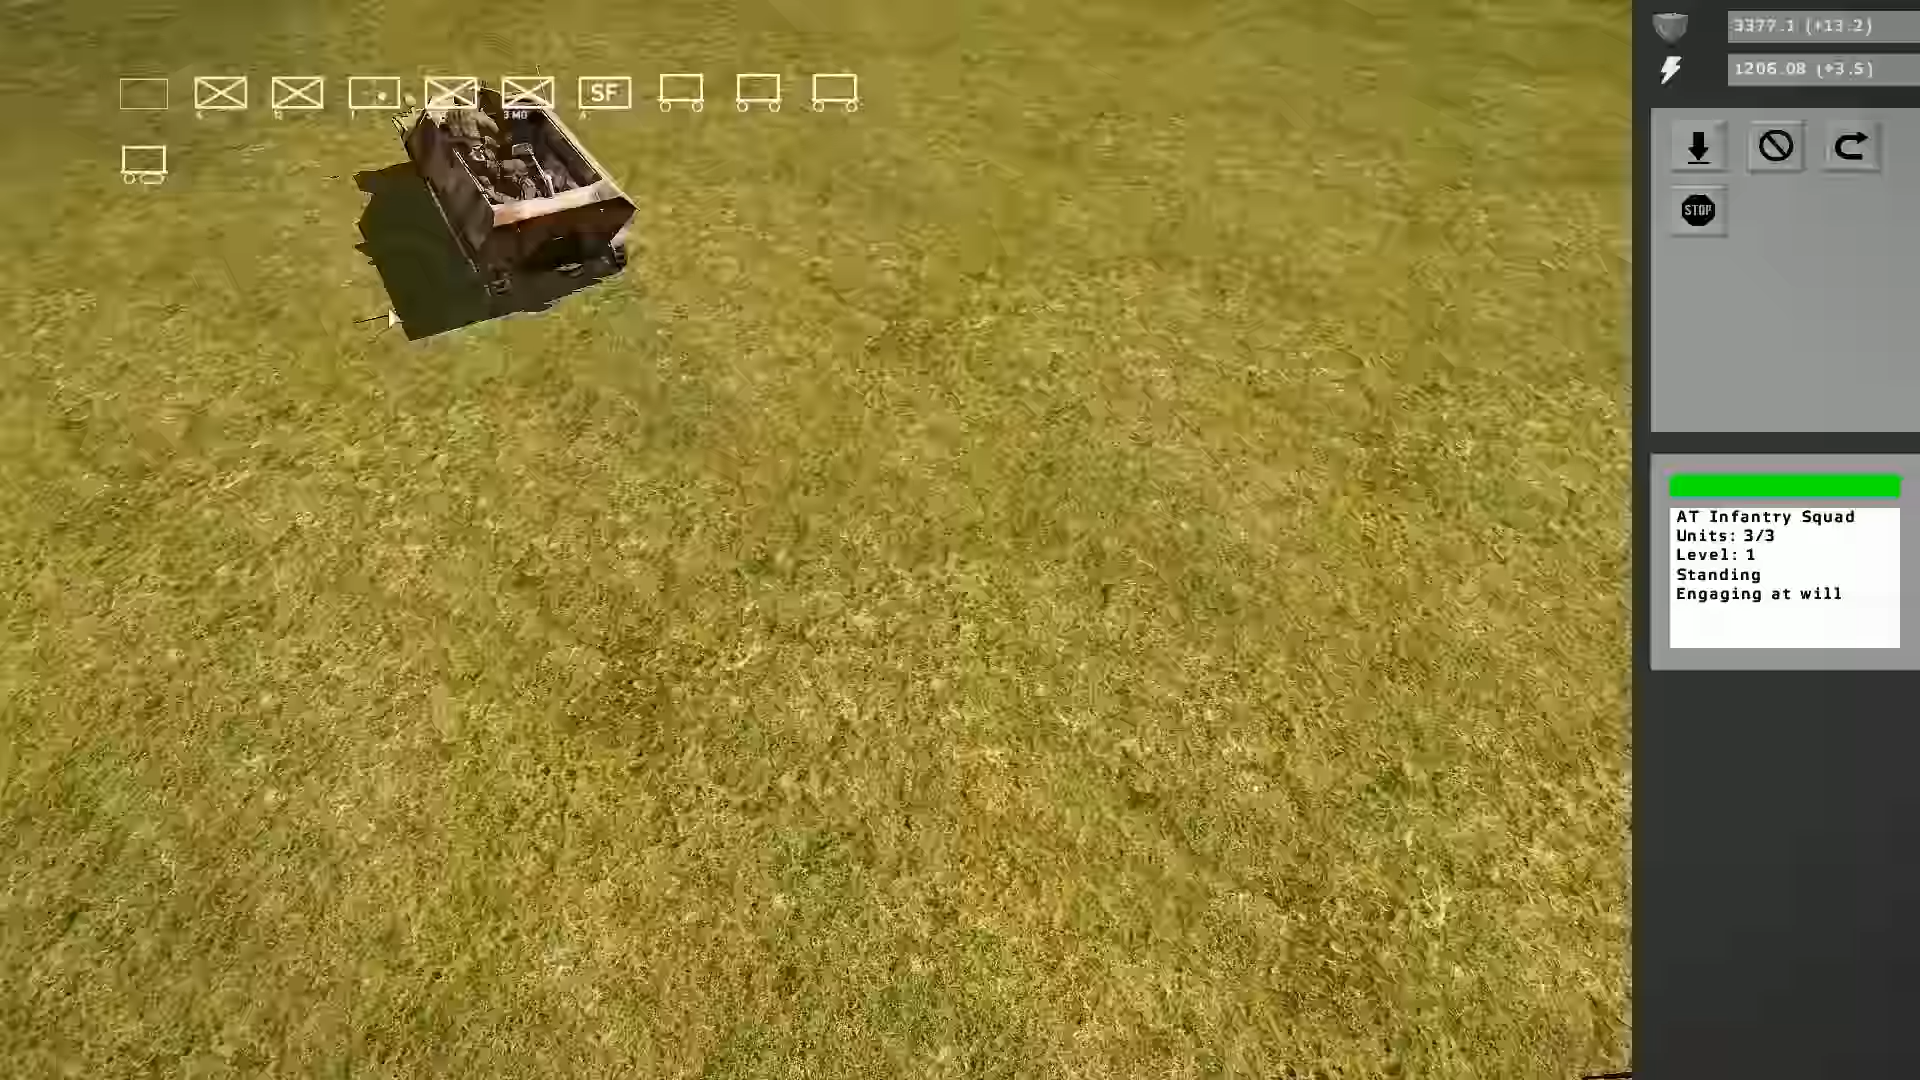 3377.1 (+13.2)
1206.08 (+3.5)
SF
3 MG
STOP
AT Infantry Squad
Units: 3/3
Level: 1
Standing
Engaging at will